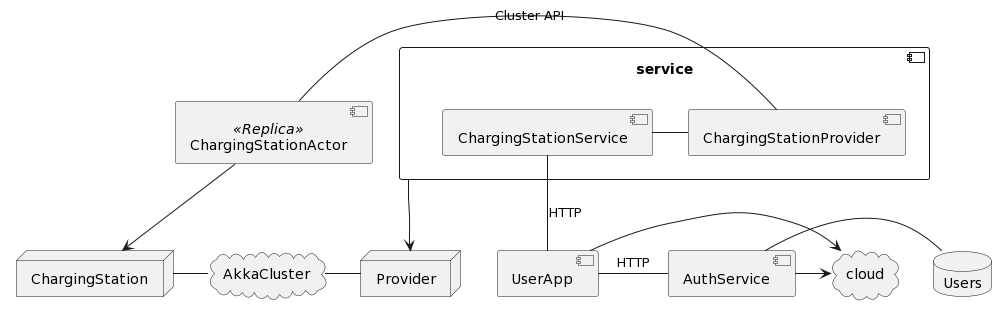 Cluster API
service
«Replica»
ChargingStationActor
ChargingStationService
ChargingStationProvider
HTTP
ChargingStation
AkkaCluster
Provider
UserApp
HTTP
AuthService
cloud
Users